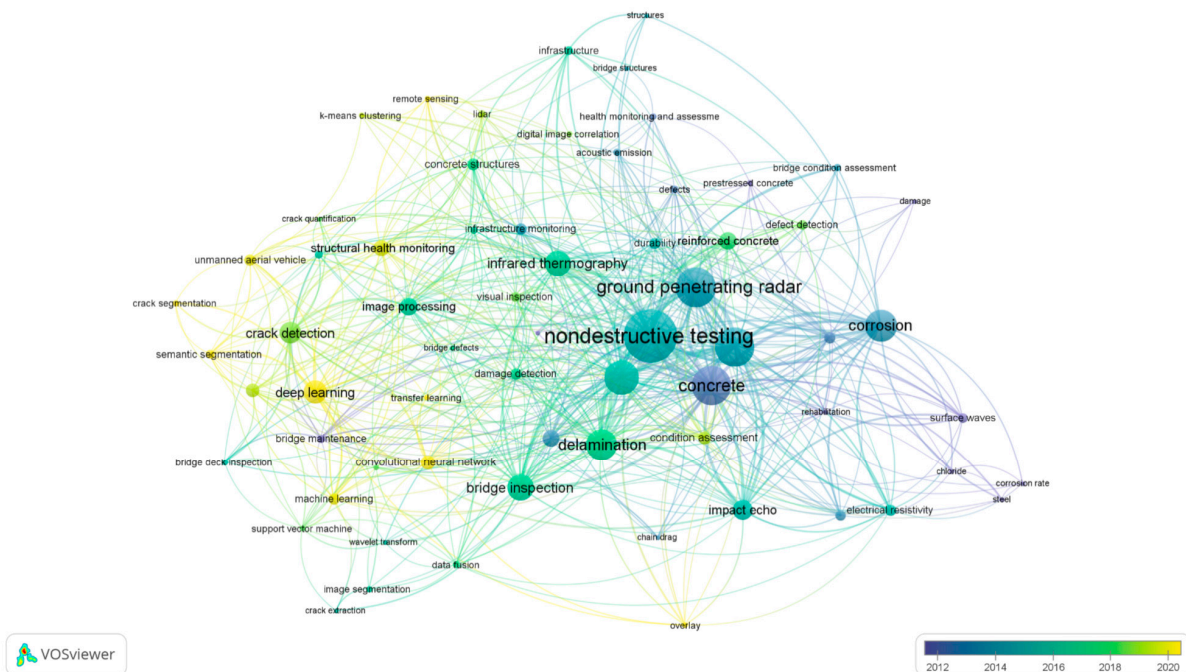 structures
infrastructure
bridge structures
remote sensing
k-means clustering
lidar
health monitoring and assessme
digital image correlation
acoustic emission
concrete structures
bridge condition assessment
defects
prestressed concrete
damage
crack quantification
infrastructure monitoring
defect detection
structural health monitoring
durability
reinforced concrete
unmanned aerial vehicle
infrared thermography
ground penetrating radar
visual inspection
crack segmentation
image processing
corrosion
crack detection
nondestructive testing
bridge defects
semantic segmentation
damage detection
concrete
deep learning
transfer learning
rehabilitation
surface waves
bridge maintenance
delamination
condition assessment
bridge deck inspection
convolutional neural network
chloride
corrosion rate
bridge inspection
machine learning
steel
impact echo
electrical resistivity
support vector machine
chain drag
wavelet transform
data fusion
image segmentation
crack extraction
overlay
VOSviewer
2012 2014 2016 2018 2020